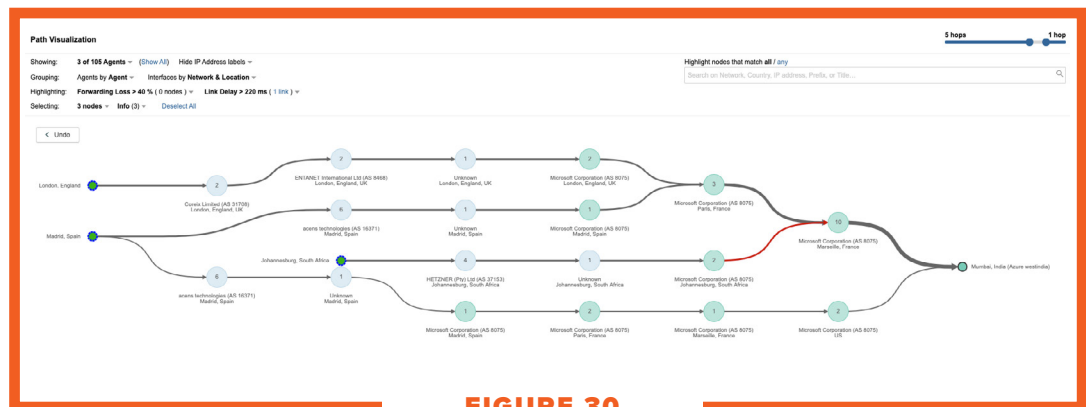 Path Visualization
5 hops
1 hop
Showing: 3 of 105 Agents (Show All) Hide IP Address labels
Grouping: Agents by Agent Interfaces by Network & Location
Highlighting: Forwarding Loss > 40 % ( 0 nodes ) Link Delay > 220 ms ( 1 link )
Selecting: 3 nodes Info (3) Deselect All
Highlight nodes that match all / any
Search on Network, Country, IP address, Prefix, or Title...
< Undo
London, England
2
Cureix Limited (AS 31708)
London, England, UK
2
ENTANET International Ltd (AS 8468)
London, England, UK
1
Unknown
London, England, UK
2
Microsoft Corporation (AS 8075)
London, England, UK
3
Microsoft Corporation (AS 8075)
Paris, France
Madrid, Spain
6
acens technologies (AS 16371)
Madrid, Spain
1
Unknown
Madrid, Spain
1
Microsoft Corporation (AS 8075)
Madrid, Spain
10
Microsoft Corporation (AS 8075)
Marseille, France
Johannesburg, South Africa
4
HETZNER (Pty) Ltd (AS 37153)
Johannesburg, South Africa
1
Unknown
Johannesburg, South Africa
2
Microsoft Corporation (AS 8075)
Johannesburg, South Africa
Mumbai, India (Azure westindia)
6
acens technologies (AS 16371)
Madrid, Spain
1
Unknown
Madrid, Spain
1
Microsoft Corporation (AS 8075)
Madrid, Spain
2
Microsoft Corporation (AS 8075)
Paris, France
1
Microsoft Corporation (AS 8075)
Marseille, France
2
Microsoft Corporation (AS 8075)
US
FIGURE 30